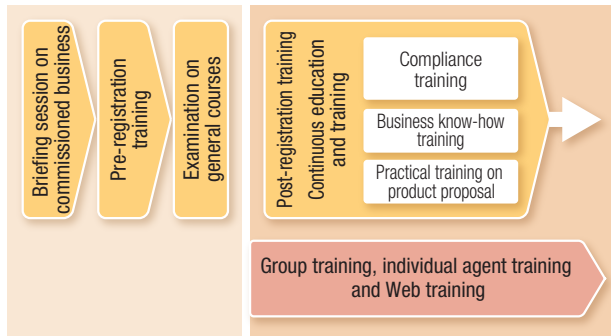 Briefing session on
commissioned business
Pre-registration
training
Examination on
general courses
Post-registration training
Continuous education
and training
Compliance
training
Business know-how
training
Practical training on
product proposal
Group training, individual agent training
and Web training